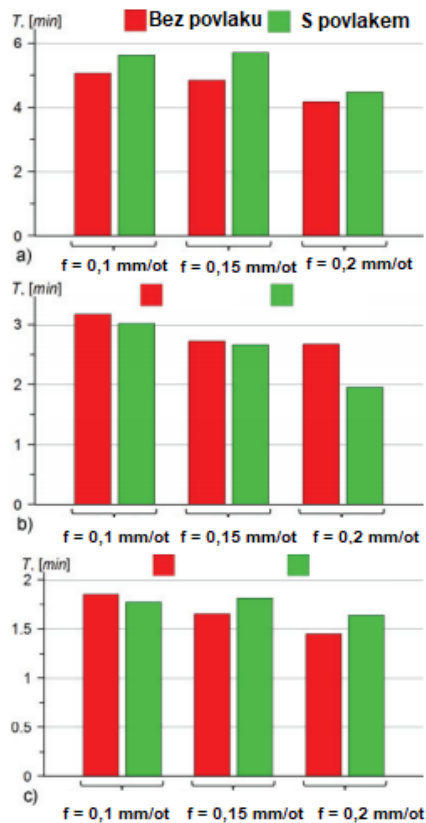 T. [min] Bez povlaku S povlakem
6
4
2
0
a)
f = 0,1 mm/ot f = 0,15 mm/ot f = 0,2 mm/ot
T. [min]
3
2
1
0
b)
f = 0,1 mm/ot f = 0,15 mm/ot f = 0,2 mm/ot
T. [min]
2
1.5
1
0.5
0
c)
f = 0,1 mm/ot f = 0,15 mm/ot f = 0,2 mm/ot